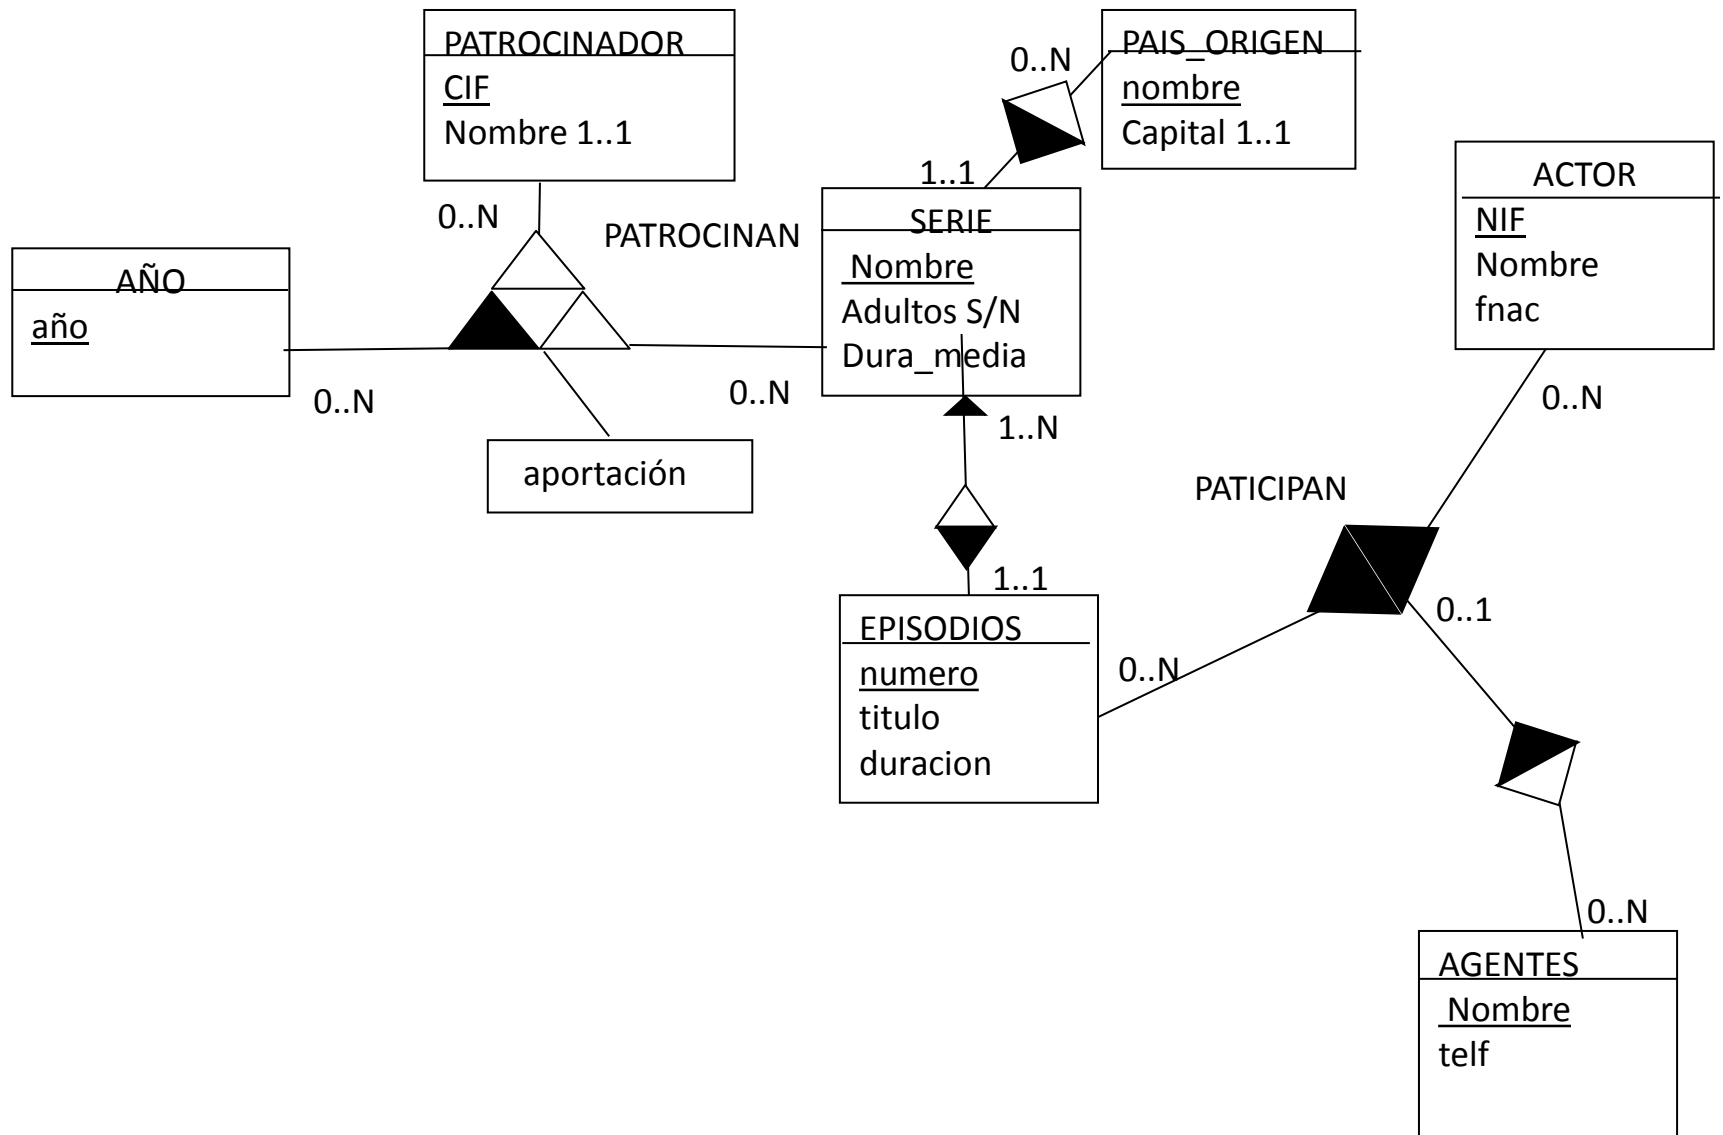 PATROCINADOR
CIF
Nombre 1..1
0..N
PAIS_ORIGEN
nombre
Capital 1..1
1..1
ACTOR
NIF
Nombre
fnac
0..N
PATROCINAN
SERIE
Nombre
Adultos S/N
Dura_media
AÑO
año
0..N
0..N
0..N
1..N
aportación
PATICIPAN
1..1
0..1
EPISODIOS
numero
titulo
duracion
0..N
0..N
AGENTES
Nombre
telf